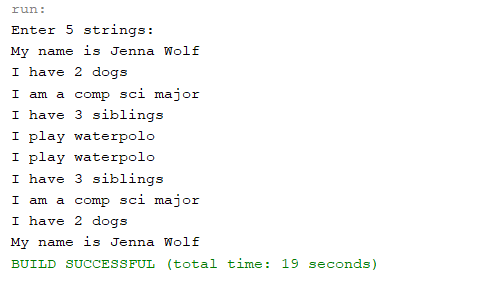 run:
Enter 5 strings:
My name is Jenna Wolf
I have 2 dogs
I am a comp sci major
I have 3 siblings
I play waterpolo
I play waterpolo
I have 3 siblings
I am a comp sci major
I have 2 dogs
My name is Jenna Wolf
BUILD SUCCESSFUL (total time: 19 seconds)